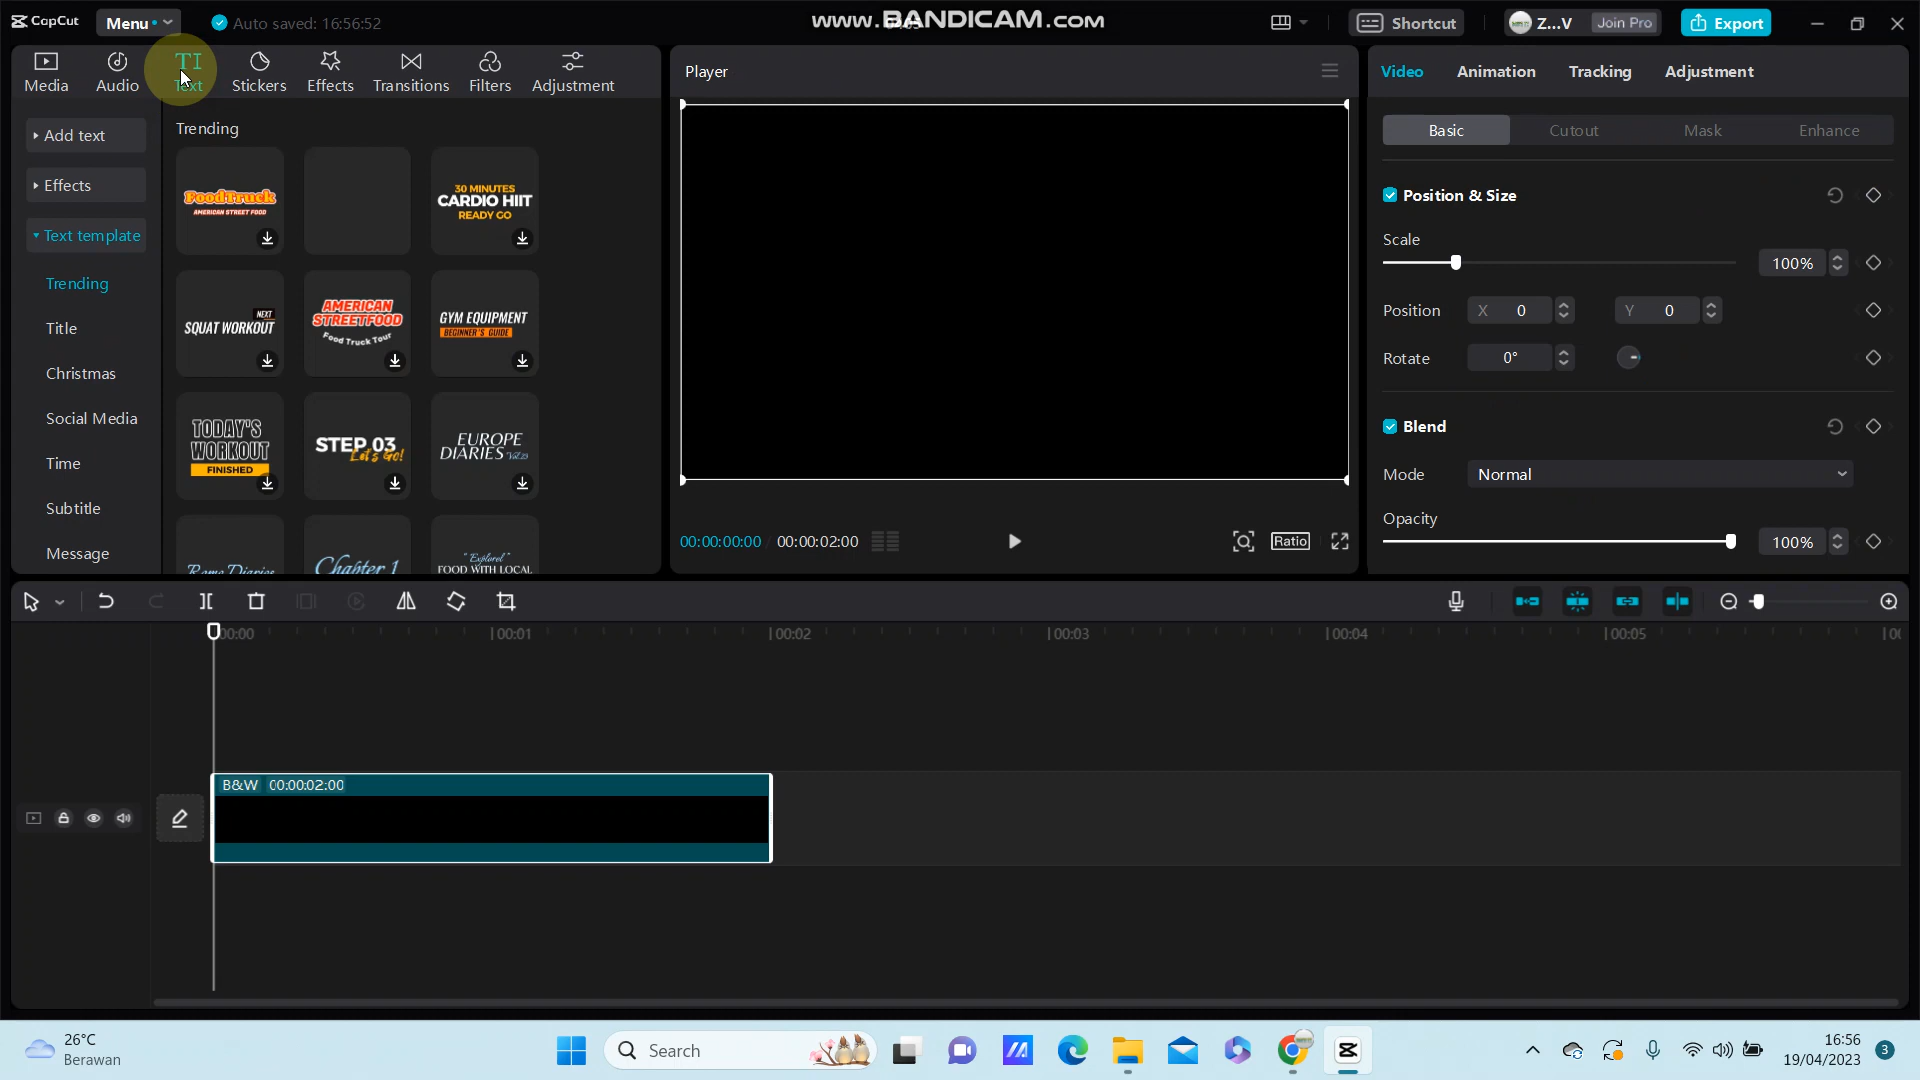 CapCut
Menu
Auto saved: 16:56:52
www.BANDICAM.com
Shortcut
Z...V
Join Pro
Export
Media
Audio
Text
Stickers
Effects
Transitions
Filters
Adjustment
Add text
Effects
Text template
Trending
Title
Christmas
Social Media
Time
Subtitle
Message
Trending
FoodTruck
AMERICAN STREET FOOD
30 MINUTES
CARDIO HIIT
READY GO
NEXT
SQUAT WORKOUT
AMERICAN
STREETFOOD
Food Truck Tour
GYM EQUIPMENT
BEGINNER'S GUIDE
TODAY'S
WORKOUT
FINISHED
STEP 03
Let's Go!
EUROPE
DIARIES Vol.23
Rome Diaries
Chapter 1
"Explored"
FOOD WITH LOCAL
Player
00:00:00:00
00:00:02:00
Ratio
Video
Animation
Tracking
Adjustment
Basic
Cutout
Mask
Enhance
Position & Size
Scale
100%
Position
X 0
Y 0
Rotate
0°
Blend
Mode
Normal
Opacity
100%
00:00
00:01
00:02
00:03
00:04
00:05
B&W 00:00:02:00
26°C
Berawan
Search
16:56
19/04/2023
3